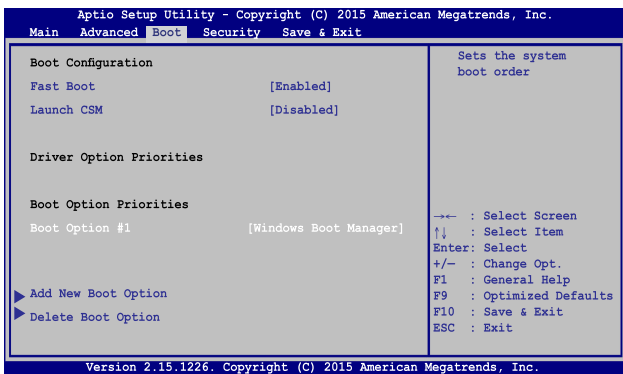 Aptio Setup Utility - Copyright (C) 2015 American Megatrends, Inc.
Main Advanced Boot Security Save & Exit
Boot Configuration
Fast Boot [Enabled]
Launch CSM [Disabled]
Driver Option Priorities
Boot Option Priorities
Boot Option #1 [Windows Boot Manager]
Add New Boot Option
Delete Boot Option
Sets the system
boot order
→← : Select Screen
↑↓ : Select Item
Enter: Select
+/— : Change Opt.
F1 : General Help
F9 : Optimized Defaults
F10 : Save & Exit
ESC : Exit
Version 2.15.1226. Copyright (C) 2015 American Megatrends, Inc.